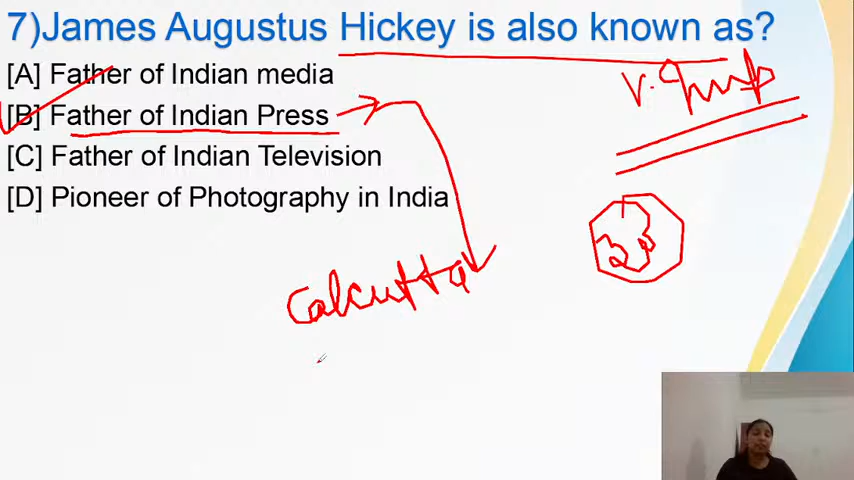 7)James Augustus Hickey is also known as?
[A] Father of Indian media
[B] Father of Indian Press
[C] Father of Indian Television
[D] Pioneer of Photography in India
v.
Calcutta